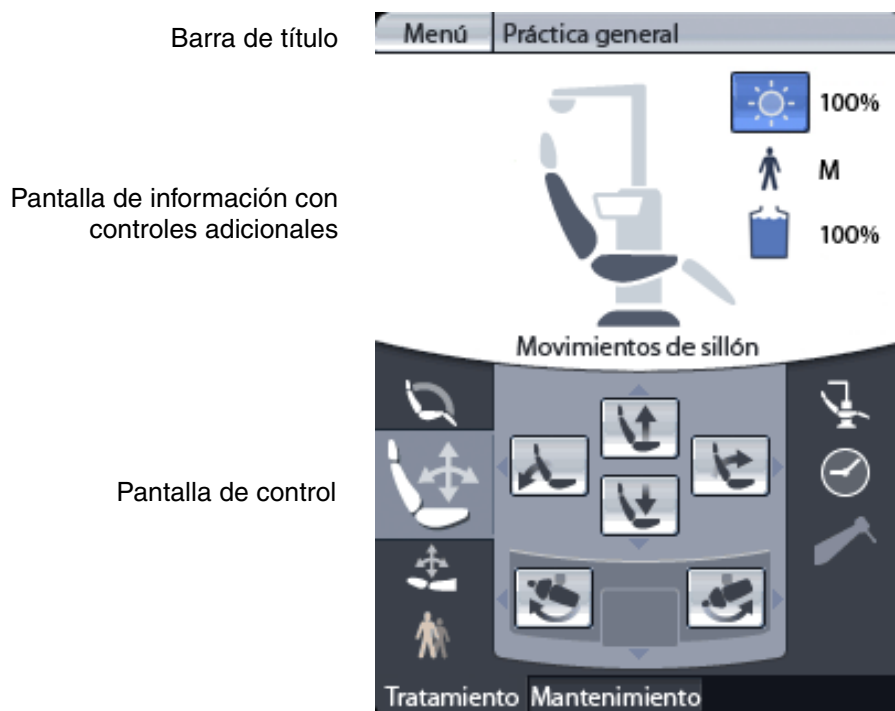 Barra de título
Menú
Práctica general
100%
Pantalla de información con
controles adicionales
M
100%
Movimientos de sillón
Pantalla de control
Tratamiento
Mantenimiento